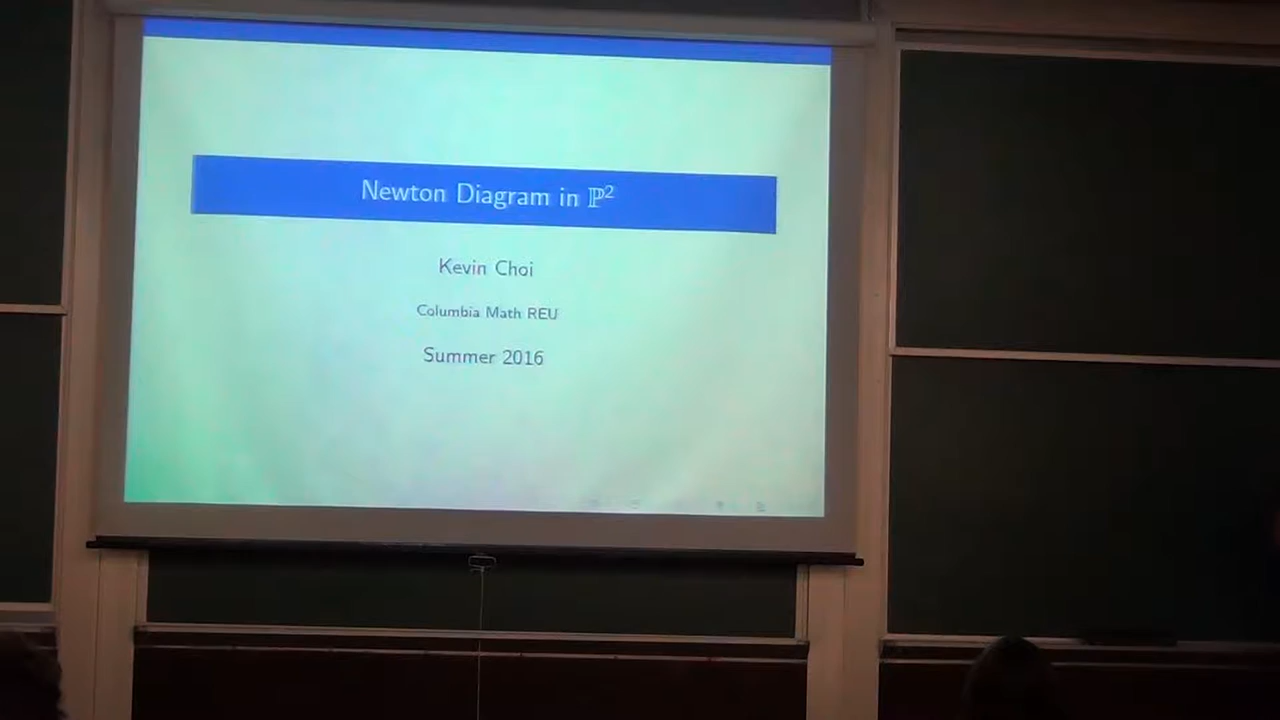 Newton Diagram in ℙ²
Kevin Choi
Columbia Math REU
Summer 2016